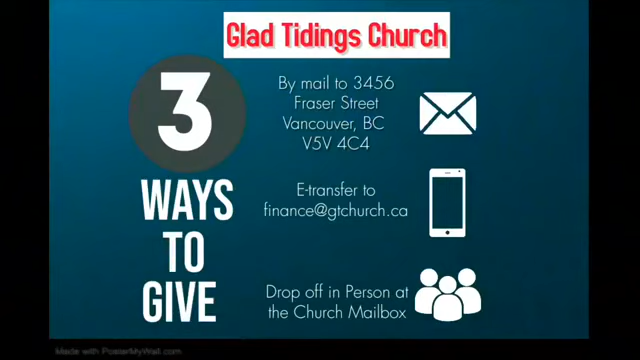 Glad Tidings Church
3
WAYS
TO
GIVE
By mail to 3456
Fraser Street
Vancouver, BC
V5V 4C4
E-transfer to
finance@gtchurch.ca
Drop off in Person at
the Church Mailbox
Made with PosterMyWall.com